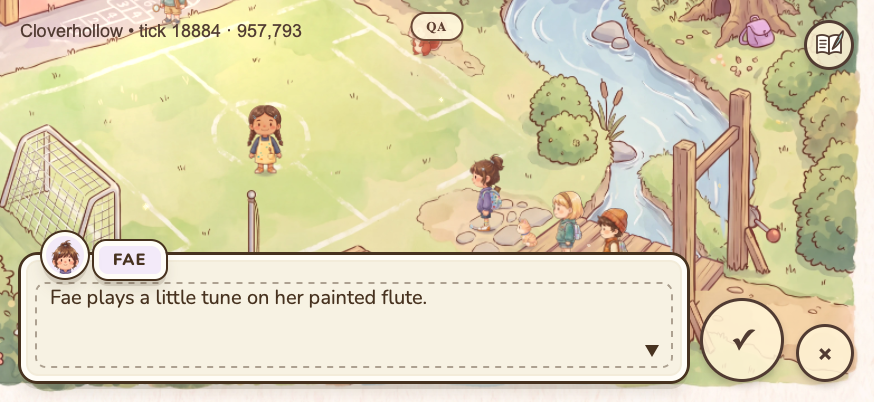 Cloverhollow • tick 18884 · 957,793
QA
FAE
Fae plays a little tune on her painted flute.